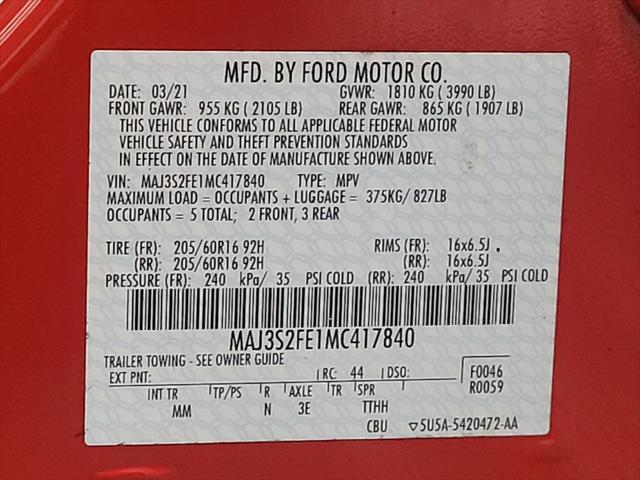 MFD. BY FORD MOTOR CO.
DATE: 03/21 GVWR: 1810 KG ( 3990 LB)
FRONT GAWR: 955 KG ( 2105 LB) REAR GAWR: 865 KG ( 1907 LB)
THIS VEHICLE CONFORMS TO ALL APPLICABLE FEDERAL MOTOR
VEHICLE SAFETY AND THEFT PREVENTION STANDARDS
IN EFFECT ON THE DATE OF MANUFACTURE SHOWN ABOVE.
VIN: MAJ3S2FE1MC417840 TYPE: MPV
MAXIMUM LOAD = OCCUPANTS + LUGGAGE = 375KG/ 827LB
OCCUPANTS = 5 TOTAL; 2 FRONT, 3 REAR
TIRE (FR): 205/60R16 92H RIMS (FR): 16x6.5J
(RR): 205/60R16 92H (RR): 16x6.5J
PRESSURE (FR): 240 kPa/ 35 PSI COLD (RR): 240 kPa/ 35 PSI COLD
MAJ3S2FE1MC417840
TRAILER TOWING - SEE OWNER GUIDE
EXT PNT: RC: 44 DSO: F0046
R0059
INT TR TP/PS R AXLE TR SPR
MM N 3E TTHH
CBU ▽5U5A-5420472-AA